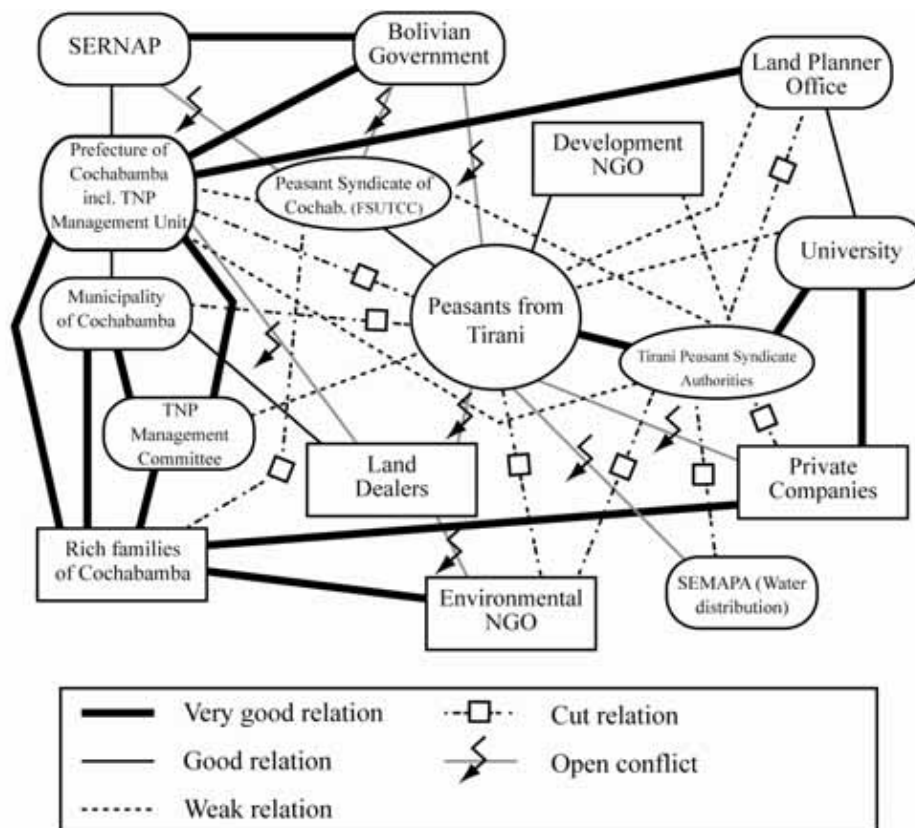 SERNAP
Bolivian
Government
Land Planner
Office
Prefecture of
Cochabamba
incl. TNP
Management Unit
Peasant Syndicate of
Cochab. (FSUTCC)
Development
NGO
University
Municipality
of Cochabamba
Peasants from
Tirani
Tirani Peasant Syndicate
Authorities
TNP
Management
Committee
Land
Dealers
Private
Companies
Rich families
of Cochabamba
Environmental
NGO
SEMAPA (Water
distribution)
Very good relation
Good relation
Weak relation
Cut relation
Open conflict